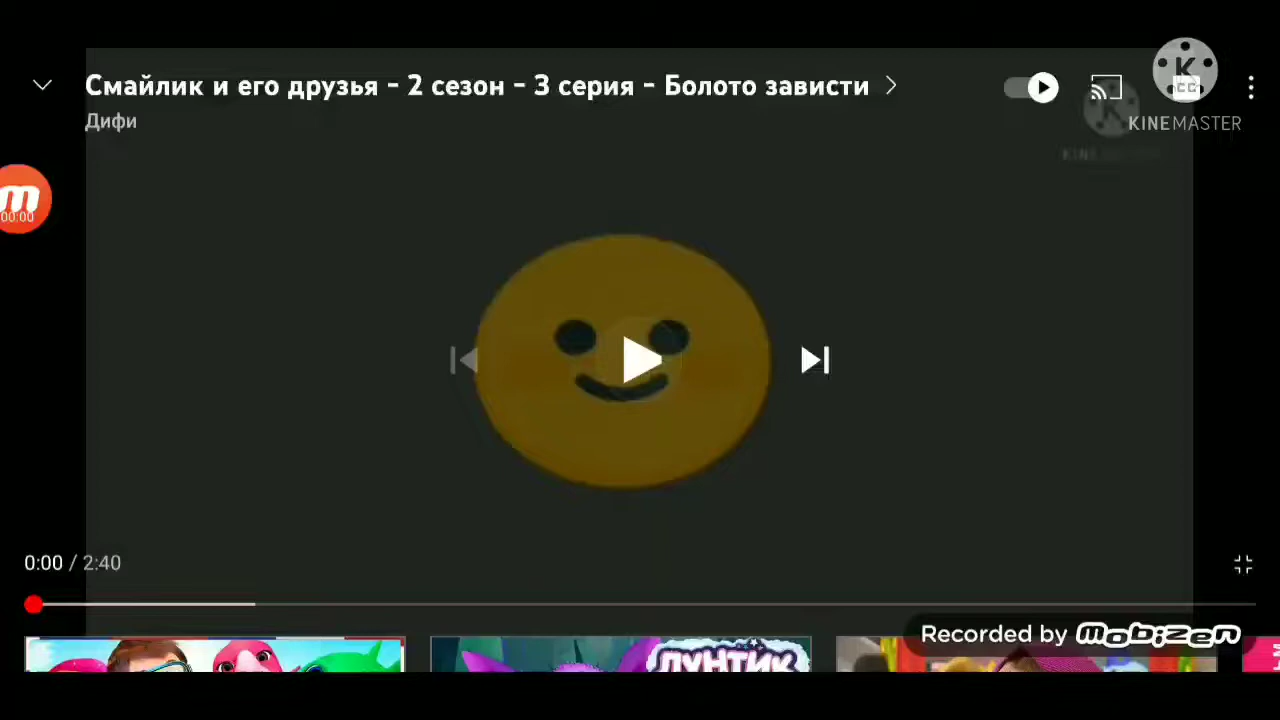 Смайлик и его друзья - 2 сезон - 3 серия - Болото зависти
Дифи
K
CC
KINEMASTER
m
00:00
0:00 / 2:40
Recorded by mobizen
ЛУНТИК